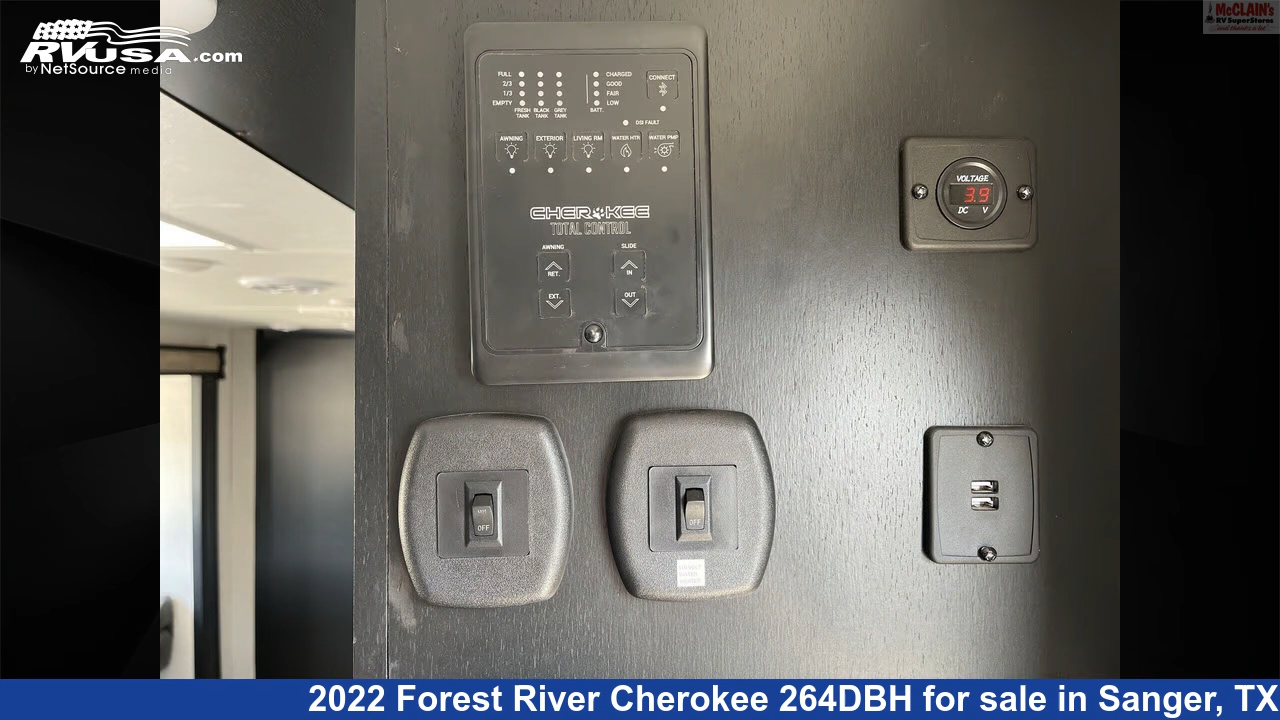 RVUSA.com
by NetSource media
McCLAIN's
RV SuperStores
FULL
2/3
1/3
EMPTY
FRESH TANK
BLACK TANK
GREY TANK
CHARGED
GOOD
FAIR
LOW
BATT.
CONNECT
DSI FAULT
AWNING
EXTERIOR
LIVING RM
WATER HTR
WATER PMP
CHEROKEE
TOTAL CONTROL
AWNING
SLIDE
RET.
IN
EXT.
OUT
VOLTAGE
3.9
DC V
OFF
OFF
2022 Forest River Cherokee 264DBH for sale in Sanger, TX